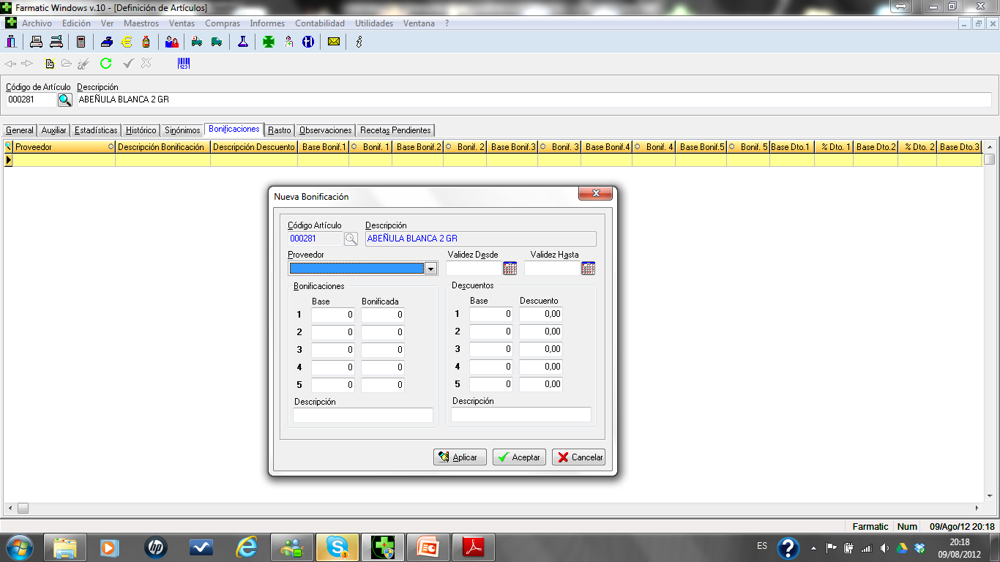 Farmatic Windows v.10 - [Definición de Artículos]
Archivo Edición Ver Maestros Ventas Compras Informes Contabilidad Utilidades Ventana ?
123
Código de Artículo Descripción
000281 ABEÑULA BLANCA 2 GR
General Auxiliar Estadísticas Histórico Sinónimos Bonificaciones Rastro Observaciones Recetas Pendientes
Proveedor Descripción Bonificación Descripción Descuento Base Bonif.1 Bonif. 1 Base Bonif.2 Bonif. 2 Base Bonif.3 Bonif. 3 Base Bonif.4 Bonif. 4 Base Bonif.5 Bonif. 5 Base Dto.1 % Dto. 1 Base Dto.2 % Dto. 2 Base Dto.3
Nueva Bonificación
Código Artículo Descripción
000281 ABEÑULA BLANCA 2 GR
Proveedor Validez Desde Validez Hasta
Bonificaciones Descuentos
Base Bonificada Base Descuento
1 0 0 1 0 0,00
2 0 0 2 0 0,00
3 0 0 3 0 0,00
4 0 0 4 0 0,00
5 0 0 5 0 0,00
Descripción Descripción
Aplicar Aceptar Cancelar
Farmatic Num 09/Ago/12 20:18
hp S 1 ES ? 20:18
09/08/2012